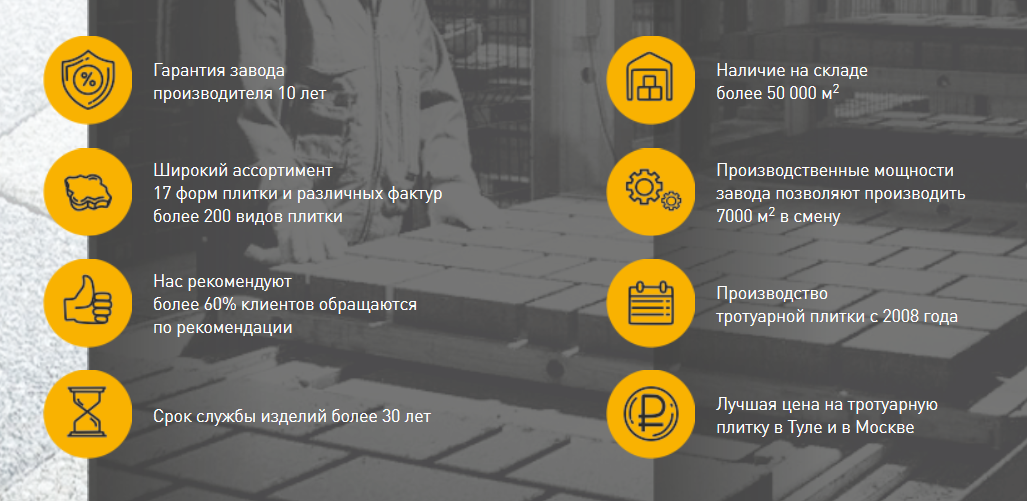 Гарантия завода
производителя 10 лет
Широкий ассортимент
17 форм плитки и различных фактур
более 200 видов плитки
Нас рекомендуют
более 60% клиентов обращаются
по рекомендации
Срок службы изделий более 30 лет
Наличие на складе
более 50 000 м²
Производственные мощности
завода позволяют производить
7000 м² в смену
Производство
тротуарной плитки с 2008 года
Лучшая цена на тротуарную
плитку в Туле и в Москве